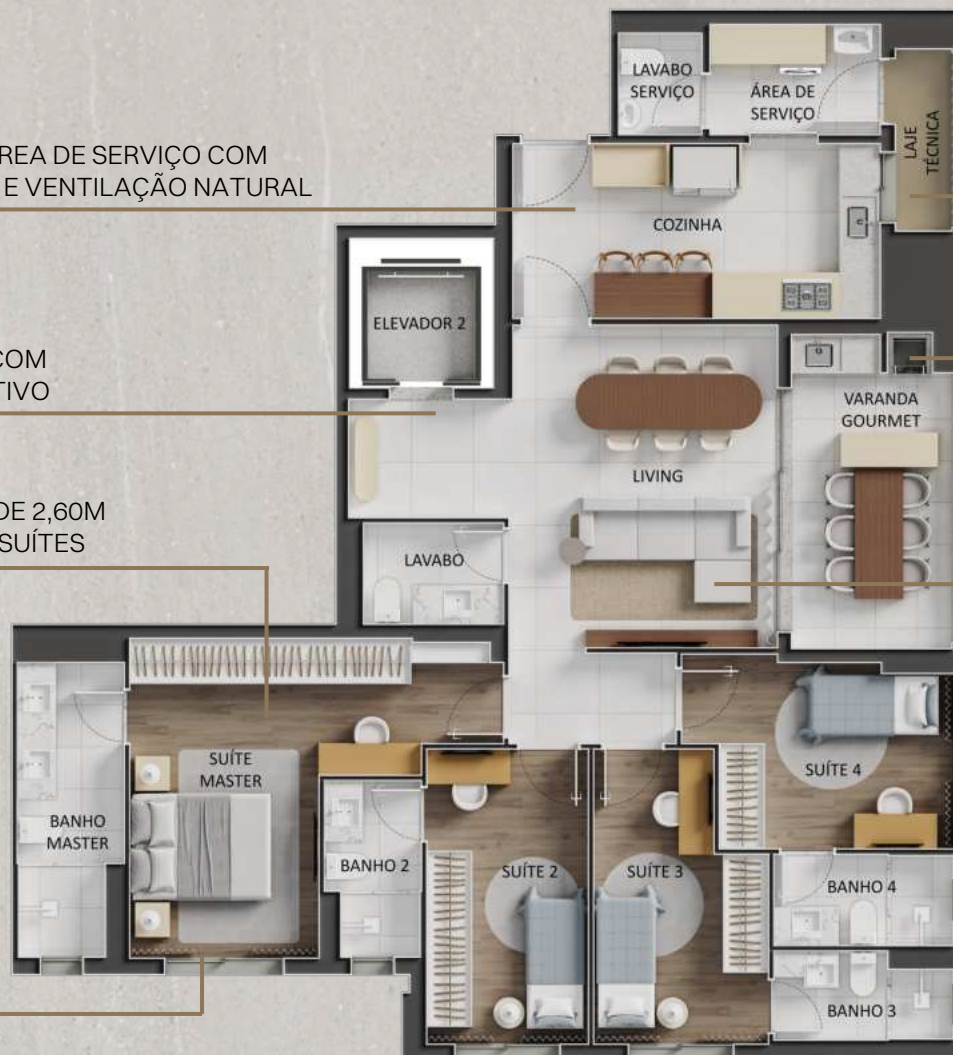 LAVABO
SERVIÇO
ÁREA DE
SERVIÇO
LAJE
TÉCNICA
REA DE SERVIÇO COM
E VENTILAÇÃO NATURAL
COZINHA
ELEVADOR 2
COM
TIVO
VARANDA
GOURMET
LIVING
DE 2,60M
SUÍTES
LAVABO
SUÍTE
MASTER
SUÍTE 4
BANHO
MASTER
BANHO 2
SUÍTE 2
SUÍTE 3
BANHO 4
BANHO 3